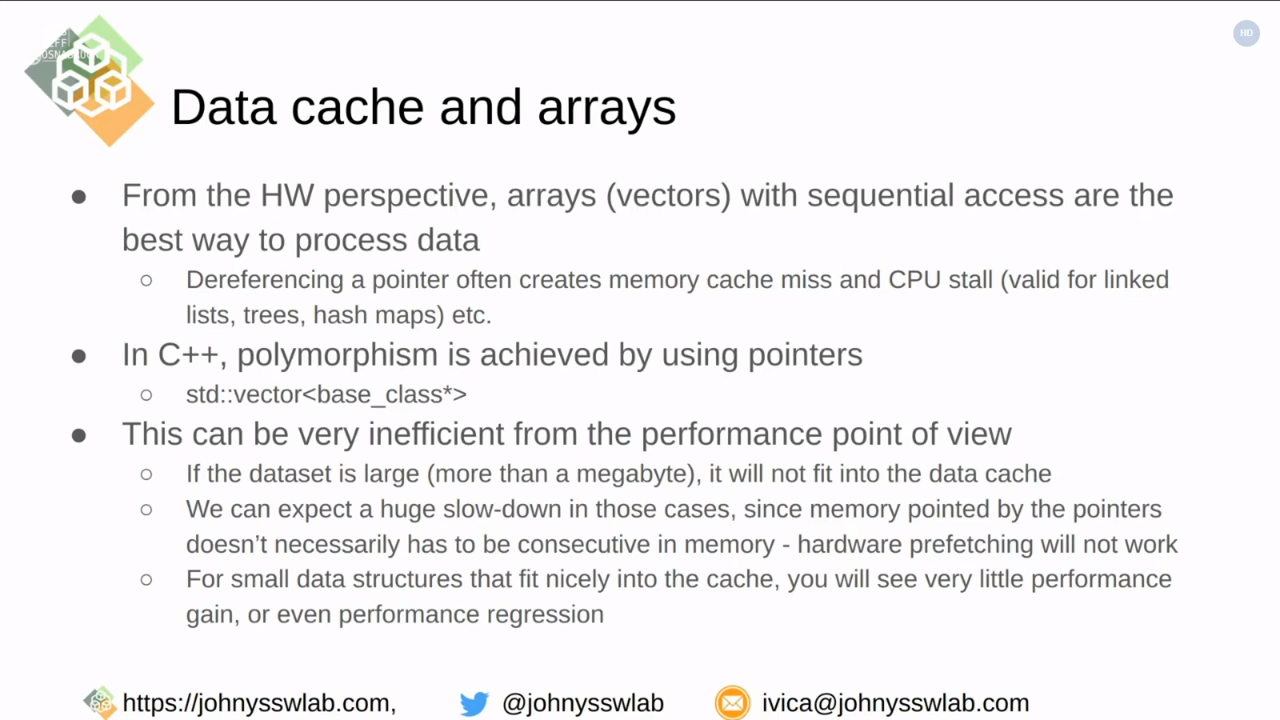 HD
Data cache and arrays
● From the HW perspective, arrays (vectors) with sequential access are the
best way to process data
○ Dereferencing a pointer often creates memory cache miss and CPU stall (valid for linked
lists, trees, hash maps) etc.
● In C++, polymorphism is achieved by using pointers
○ std::vector<base_class*>
● This can be very inefficient from the performance point of view
○ If the dataset is large (more than a megabyte), it will not fit into the data cache
○ We can expect a huge slow-down in those cases, since memory pointed by the pointers
doesn’t necessarily has to be consecutive in memory - hardware prefetching will not work
○ For small data structures that fit nicely into the cache, you will see very little performance
gain, or even performance regression
https://johnysswlab.com, @johnysswlab ivica@johnysswlab.com